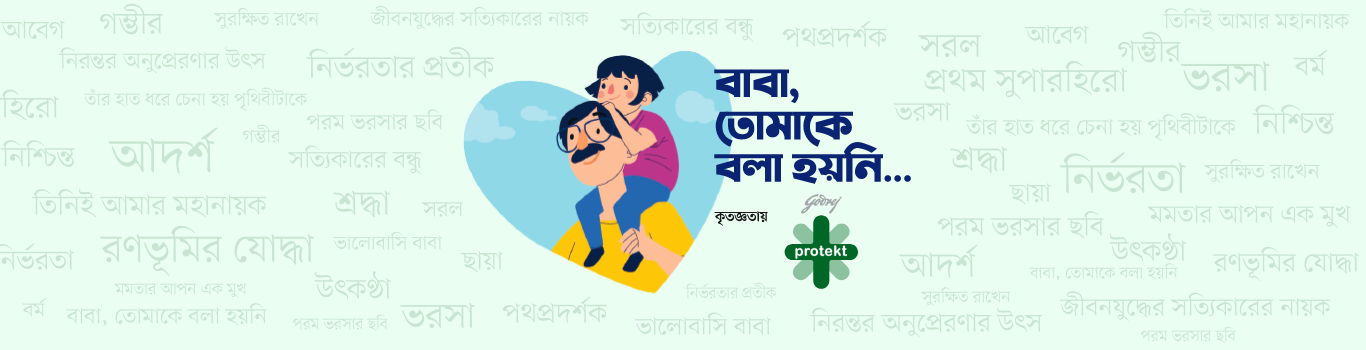 আবেগ
গম্ভীর
সুরক্ষিত রাখেন
জীবনযুদ্ধের সত্যিকারের নায়ক
সত্যিকারের বন্ধু
পথপ্রদর্শক
সরল
আবেগ
গম্ভীর
তিনিই আমার মহানায়ক
নিরন্তর অনুপ্রেরণার উৎস
নির্ভরতার প্রতীক
প্রথম সুপারহিরো
ভরসা
বর্ম
হিরো
তাঁর হাত ধরে চেনা হয় পৃথিবীটাকে
গম্ভীর
পরম ভরসার ছবি
ভরসা
তাঁর হাত ধরে চেনা হয় পৃথিবীটাকে
নিশ্চিন্ত
নিশ্চিন্ত
আদর্শ
সত্যিকারের বন্ধু
শ্রদ্ধা
নির্ভরতা
সুরক্ষিত রাখেন
বাবা,
তোমাকে
বলা হয়নি...
কৃতজ্ঞতায়
Godrej
protekt
তিনিই আমার মহানায়ক
শ্রদ্ধা
সরল
ছায়া
পরম ভরসার ছবি
মমতার আপন এক মুখ
নির্ভরতা
রণভূমির যোদ্ধা
ভালোবাসি বাবা
ছায়া
আদর্শ
উৎকণ্ঠা
বাবা, তোমাকে বলা হয়নি
রণভূমির যোদ্ধা
মমতার আপন এক মুখ
উৎকণ্ঠা
নির্ভরতার প্রতীক
সুরক্ষিত রাখেন
জীবনযুদ্ধের সত্যিকারের নায়ক
বর্ম
বাবা, তোমাকে বলা হয়নি
পরম ভরসার ছবি
ভরসা
পথপ্রদর্শক
ভালোবাসি বাবা
নিরন্তর অনুপ্রেরণার উৎস
পরম ভরসার ছবি